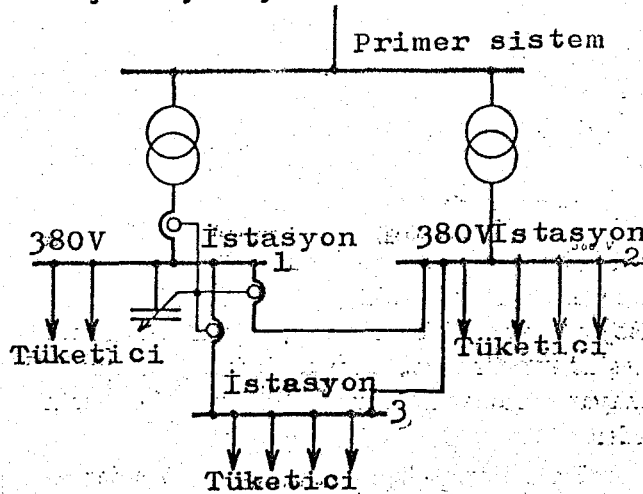 Primer sistem
380V
İstasyon
1
380V
İstasyon
2
Tüketici
Tüketici
İstasyon
3
Tüketici